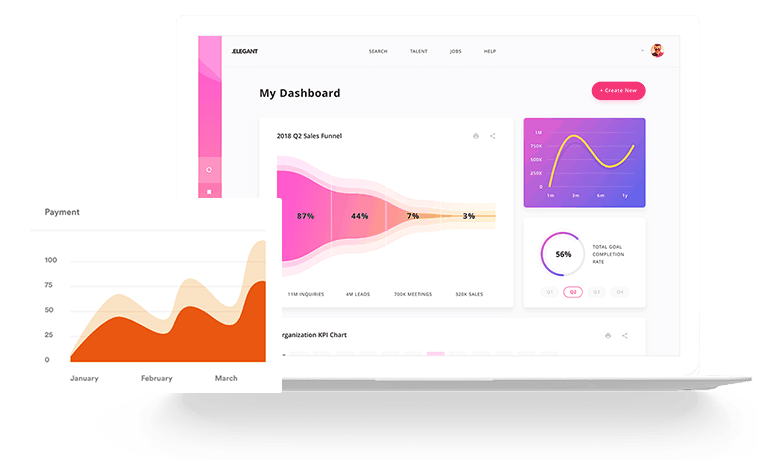 .ELEGANT
SEARCH TALENT JOBS HELP
My Dashboard
+ Create New
2018 Q2 Sales Funnel
87% 44% 7% 3%
11M INQUIRIES 4M LEADS 700K MEETINGS 320K SALES
1M
750K
500K
250K
0
1m 3m 6m 1y
56%
TOTAL GOAL
COMPLETION
RATE
Q1 Q2 Q3 Q4
rganization KPI Chart
Payment
100
75
50
25
0
January February March